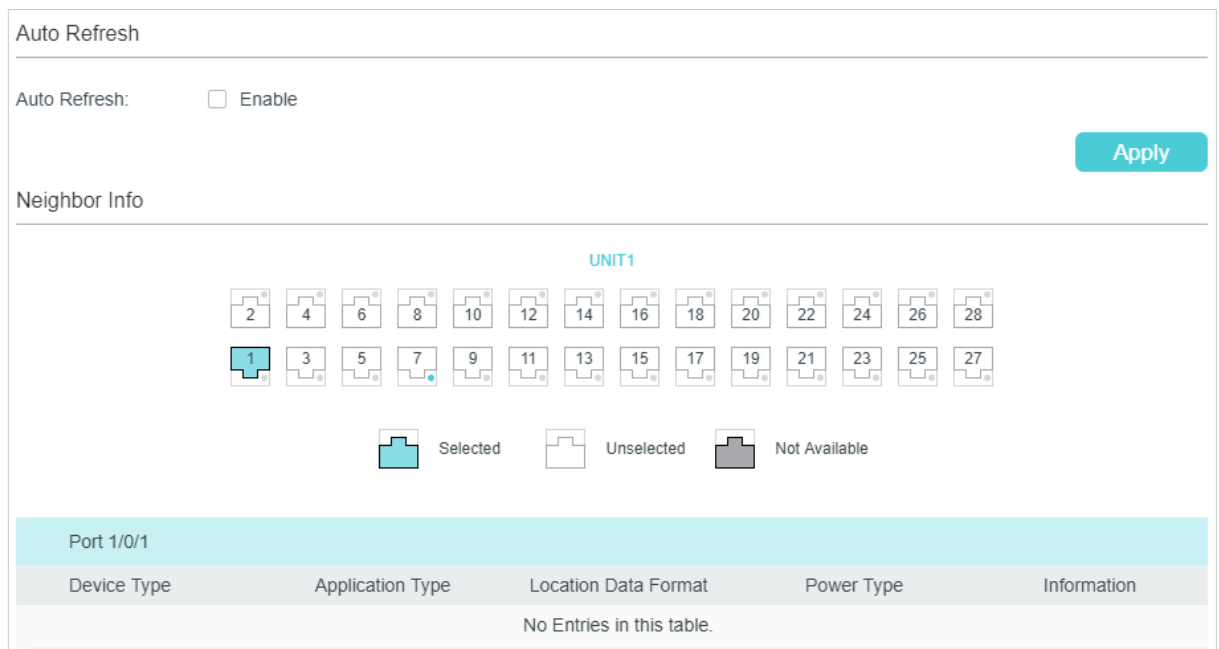 Auto Refresh
Auto Refresh: Enable
Apply
Neighbor Info
UNIT1
2 4 6 8 10 12 14 16 18 20 22 24 26 28
1 3 5 7 9 11 13 15 17 19 21 23 25 27
Selected Unselected Not Available
Port 1/0/1
Device Type Application Type Location Data Format Power Type Information
No Entries in this table.